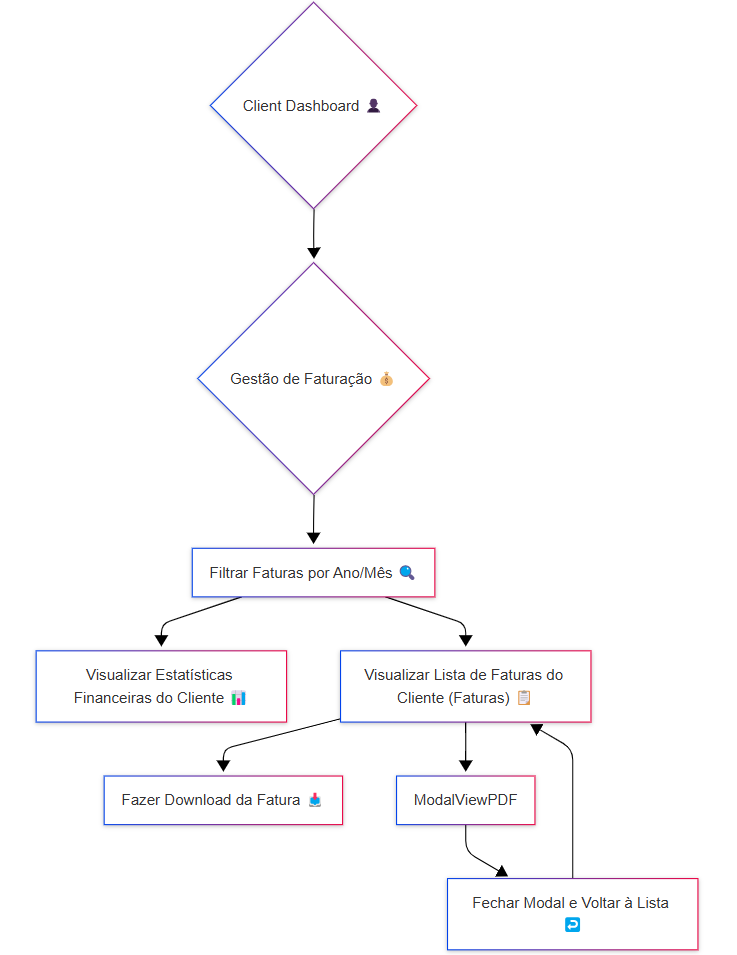 Client Dashboard 👤
Gestão de Faturação 💰
Filtrar Faturas por Ano/Mês 🔍
Visualizar Estatísticas
Financeiras do Cliente 📊
Visualizar Lista de Faturas do
Cliente (Faturas) 📋
Fazer Download da Fatura 📥
ModalViewPDF
Fechar Modal e Voltar à Lista
↩️